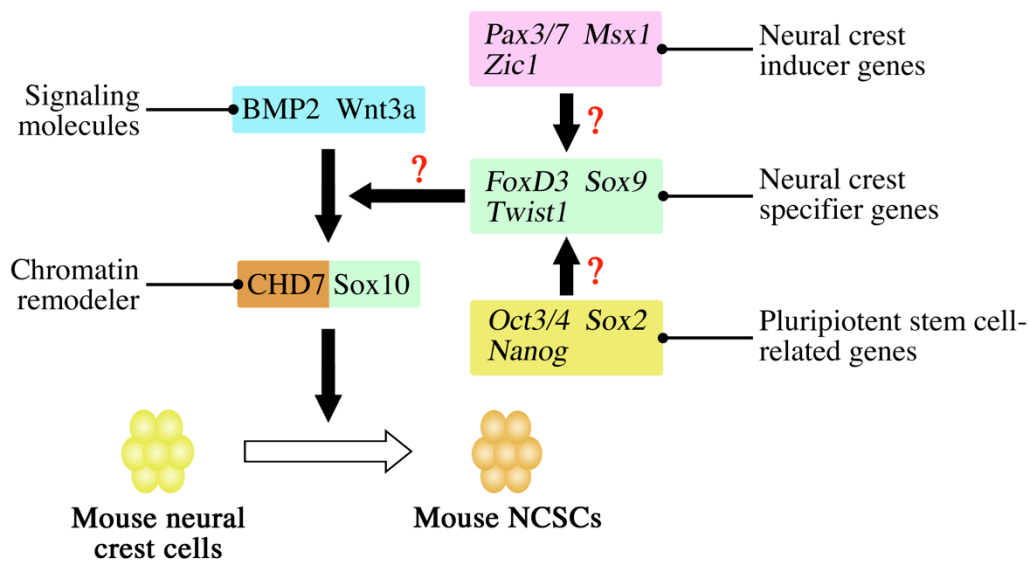 Pax3/7 Msx1
Zic1
Neural crest
inducer genes
Signaling
molecules
BMP2 Wnt3a
?
?
FoxD3 Sox9
Twist1
Neural crest
specifier genes
Chromatin
remodeler
CHD7 Sox10
?
Oct3/4 Sox2
Nanog
Pluripiotent stem cell-
related genes
Mouse neural
crest cells
Mouse NCSCs